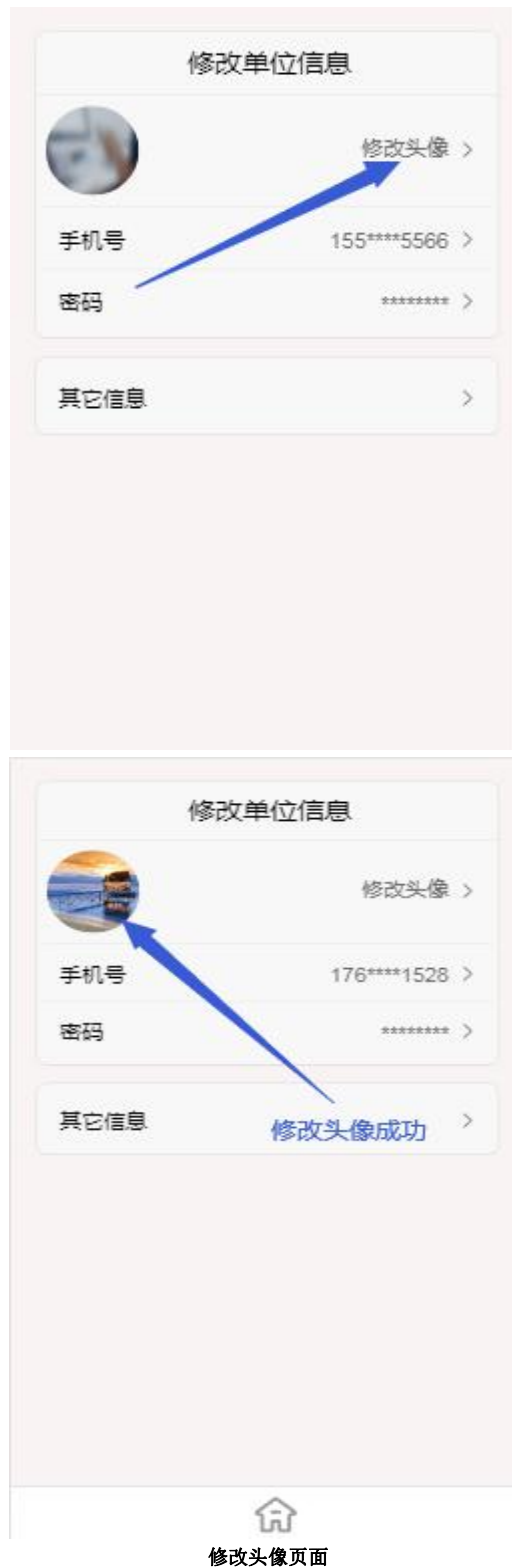 修改单位信息
修改头像 >
手机号 155****5566 >
密码 ******** >
其它信息 >
修改单位信息
修改头像 >
手机号 176****1528 >
密码 ******** >
其它信息 修改头像成功 >
修改头像页面